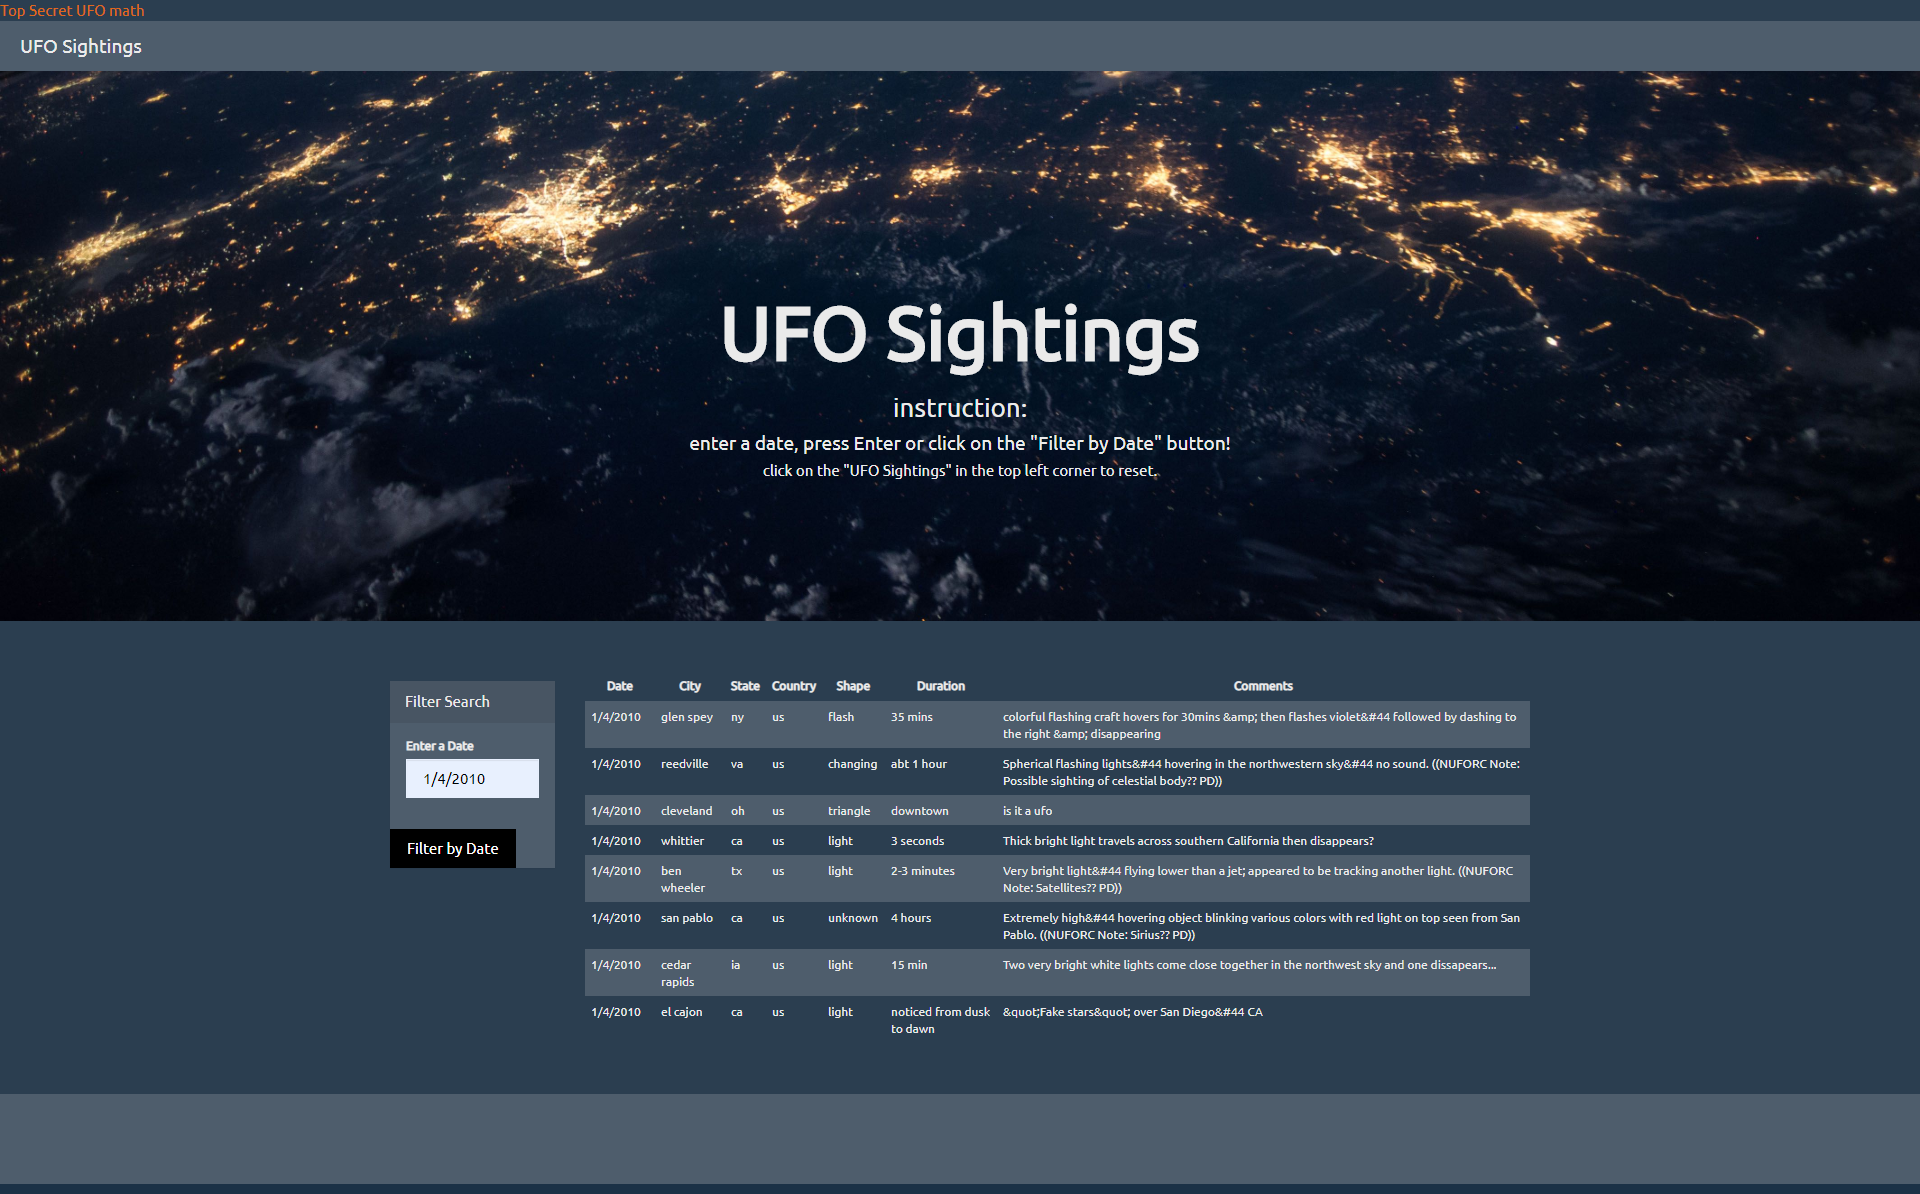 Top Secret UFO math
UFO Sightings
UFO Sightings
instruction:
enter a date, press Enter or click on the "Filter by Date" button!
click on the "UFO Sightings" in the top left corner to reset.
Filter Search
Enter a Date
1/4/2010
Filter by Date
Date City State Country Shape Duration Comments
1/4/2010 glen spey ny us flash 35 mins colorful flashing craft hovers for 30mins &amp; then flashes violet&#44 followed by dashing to
the right &amp; disappearing
1/4/2010 reedville va us changing abt 1 hour Spherical flashing lights&#44 hovering in the northwestern sky&#44 no sound. ((NUFORC Note:
Possible sighting of celestial body?? PD))
1/4/2010 cleveland oh us triangle downtown is it a ufo
1/4/2010 whittier ca us light 3 seconds Thick bright light travels across southern California then disappears?
1/4/2010 ben tx us light 2-3 minutes Very bright light&#44 flying lower than a jet; appeared to be tracking another light. ((NUFORC
wheeler Note: Satellites?? PD))
1/4/2010 san pablo ca us unknown 4 hours Extremely high&#44 hovering object blinking various colors with red light on top seen from San
Pablo. ((NUFORC Note: Sirius?? PD))
1/4/2010 cedar ia us light 15 min Two very bright white lights come close together in the northwest sky and one dissapears...
rapids
1/4/2010 el cajon ca us light noticed from dusk &quot;Fake stars&quot; over San Diego&#44 CA
to dawn